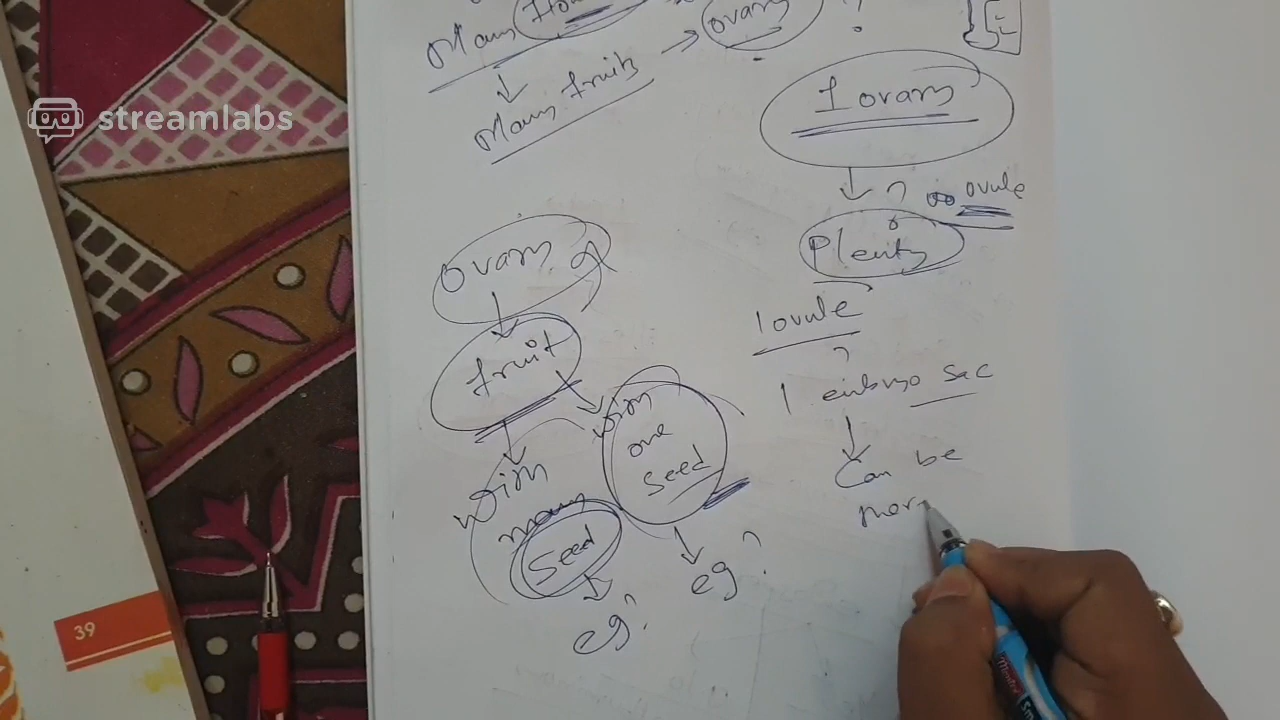 streamlabs
Many
Many fruits
ovary
?
1 ovary
?
ovule
Plenty
1 ovule
?
1 embryo sac
Can be
mor
Ovary
fruit
with
many
Seed
eg?
with
one
Seed
eg?
39